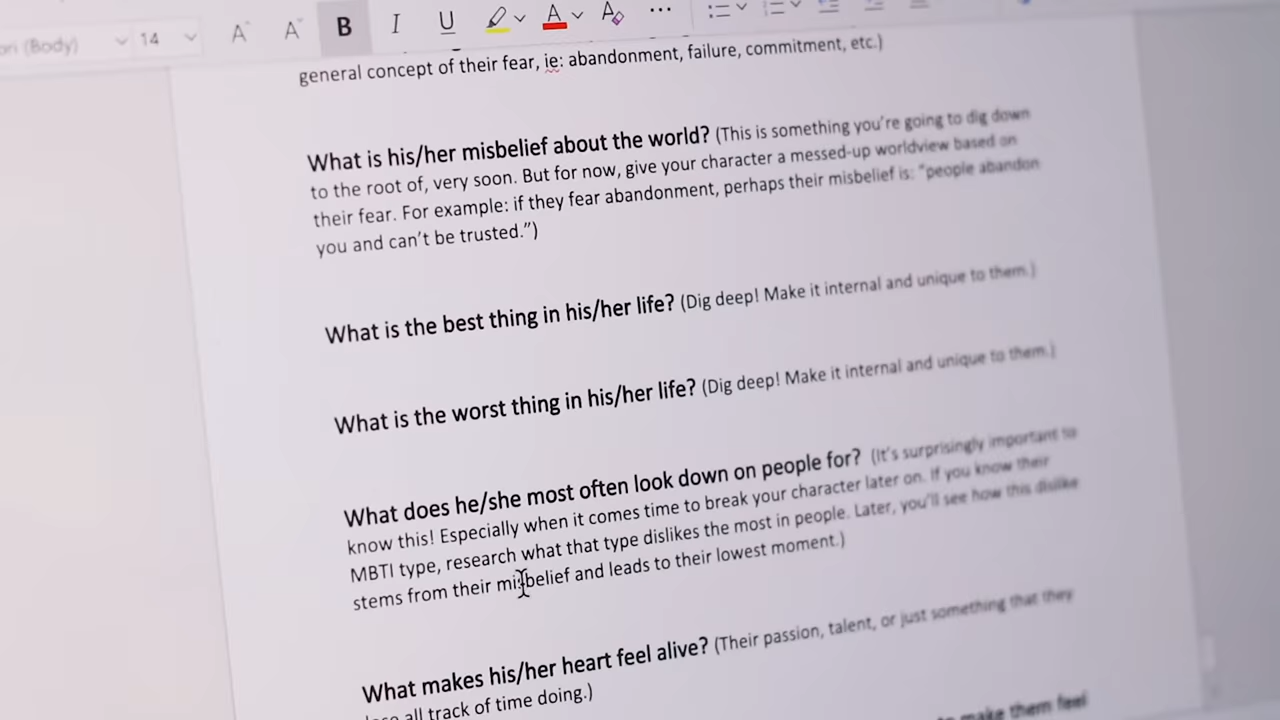 (Body)
14
A A B I U A A ...
general concept of their fear, ie: abandonment, failure, commitment, etc.)
What is his/her misbelief about the world? (This is something you're going to dig down
to the root of, very soon. But for now, give your character a messed-up worldview based on
their fear. For example: if they fear abandonment, perhaps their misbelief is: "people abandon
you and can't be trusted.")
What is the best thing in his/her life? (Dig deep! Make it internal and unique to them.)
What is the worst thing in his/her life? (Dig deep! Make it internal and unique to them.)
What does he/she most often look down on people for? (It's surprisingly important to
know this! Especially when it comes time to break your character later on. If you know their
MBTI type, research what that type dislikes the most in people. Later, you'll see how this dislike
stems from their misbelief and leads to their lowest moment.)
What makes his/her heart feel alive? (Their passion, talent, or just something that they
all track of time doing.)
make them feel